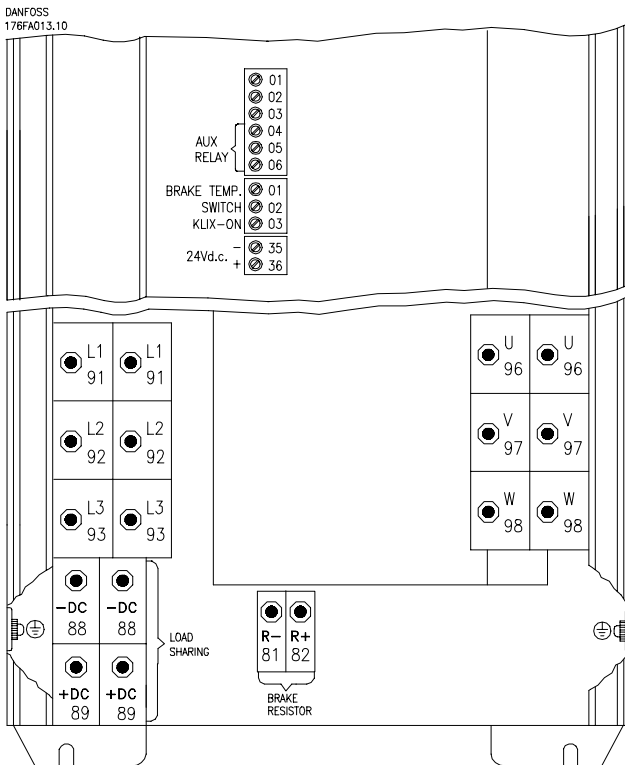 DANFOSS
176FA013.10
01
02
03
AUX
RELAY
04
05
06
BRAKE TEMP.
SWITCH
KLIX-ON
01
02
03
24Vd.c.
- 35
+ 36
L1
91
L1
91
U
96
U
96
L2
92
L2
92
V
97
V
97
L3
93
L3
93
W
98
W
98
-DC
88
-DC
88
LOAD
SHARING
R-
81
R+
82
+DC
89
+DC
89
BRAKE
RESISTOR